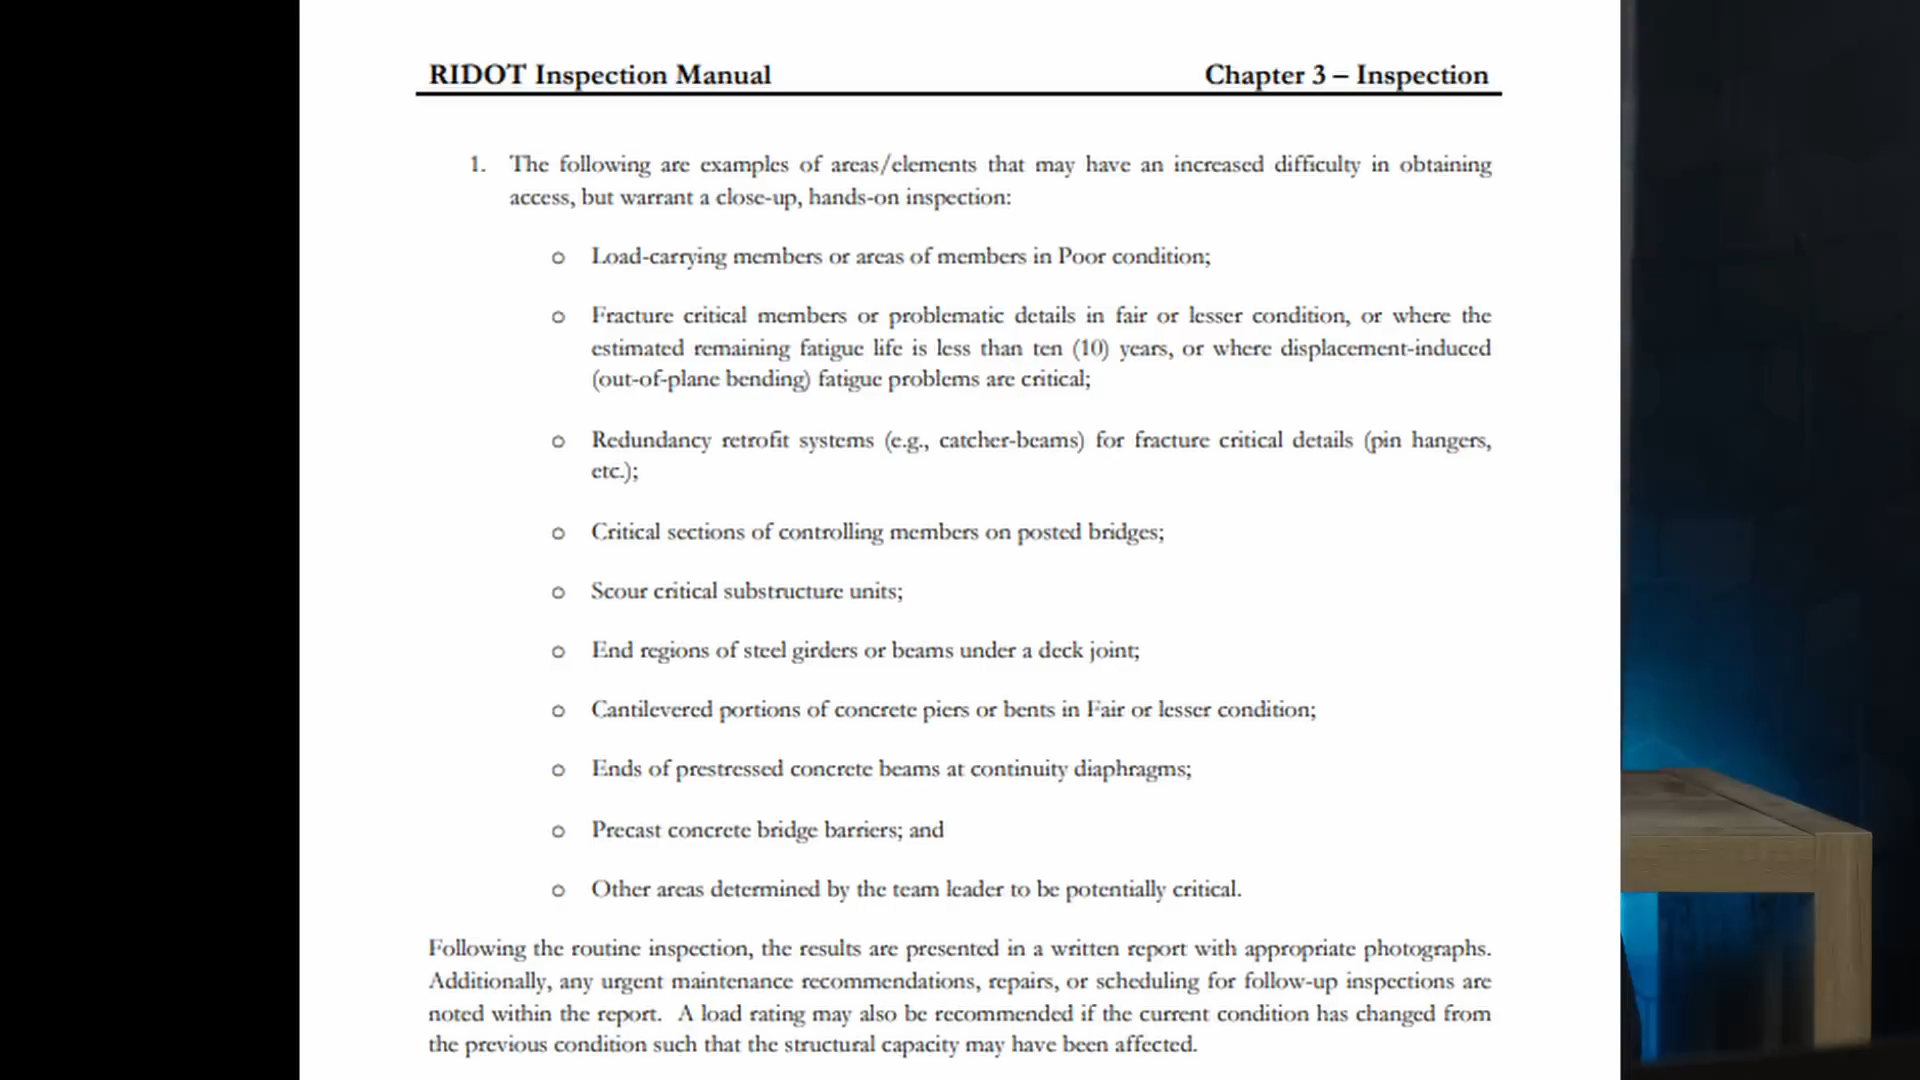 RIDOT Inspection Manual Chapter 3 – Inspection
1. The following are examples of areas/elements that may have an increased difficulty in obtaining
access, but warrant a close-up, hands-on inspection:
o Load-carrying members or areas of members in Poor condition;
o Fracture critical members or problematic details in fair or lesser condition, or where the
estimated remaining fatigue life is less than ten (10) years, or where displacement-induced
(out-of-plane bending) fatigue problems are critical;
o Redundancy retrofit systems (e.g., catcher-beams) for fracture critical details (pin hangers,
etc.);
o Critical sections of controlling members on posted bridges;
o Scour critical substructure units;
o End regions of steel girders or beams under a deck joint;
o Cantilevered portions of concrete piers or bents in Fair or lesser condition;
o Ends of prestressed concrete beams at continuity diaphragms;
o Precast concrete bridge barriers; and
o Other areas determined by the team leader to be potentially critical.
Following the routine inspection, the results are presented in a written report with appropriate photographs.
Additionally, any urgent maintenance recommendations, repairs, or scheduling for follow-up inspections are
noted within the report. A load rating may also be recommended if the current condition has changed from
the previous condition such that the structural capacity may have been affected.